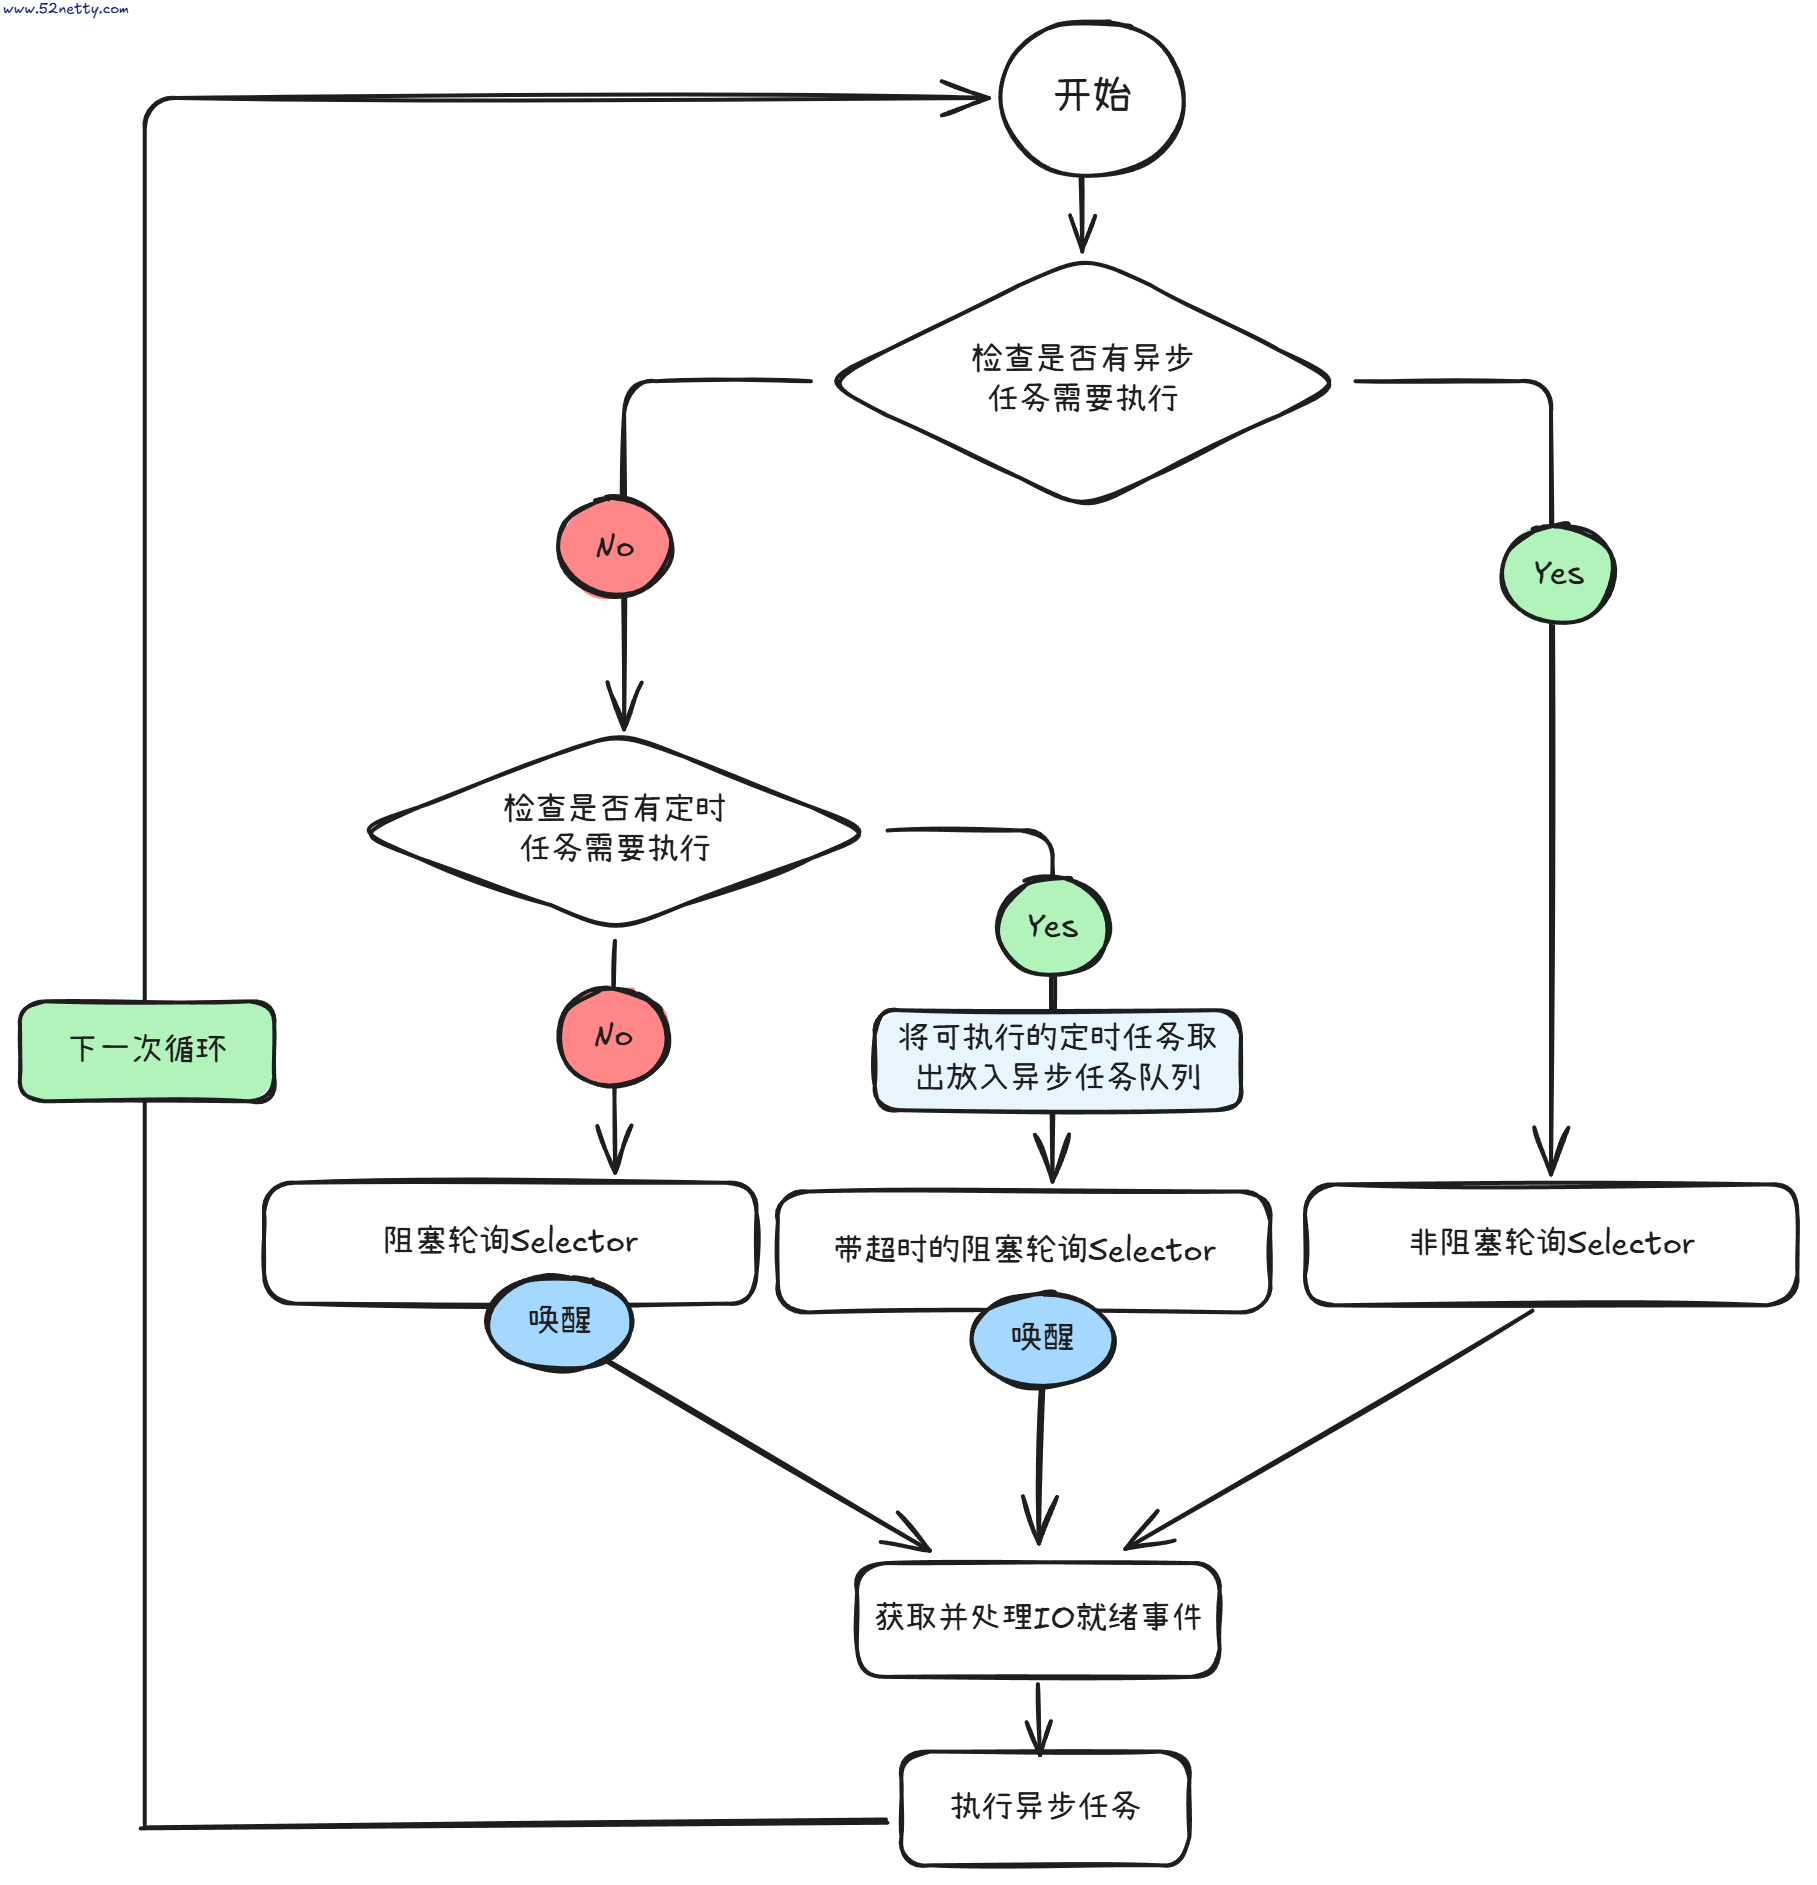 www.52netty.com
开始
检查是否有异步
任务需要执行
No
Yes
检查是否有定时
任务需要执行
Yes
No
将可执行的定时任务取
出放入异步任务队列
下一次循环
阻塞轮询Selector
带超时的阻塞轮询Selector
非阻塞轮询Selector
唤醒
唤醒
获取并处理IO就绪事件
执行异步任务